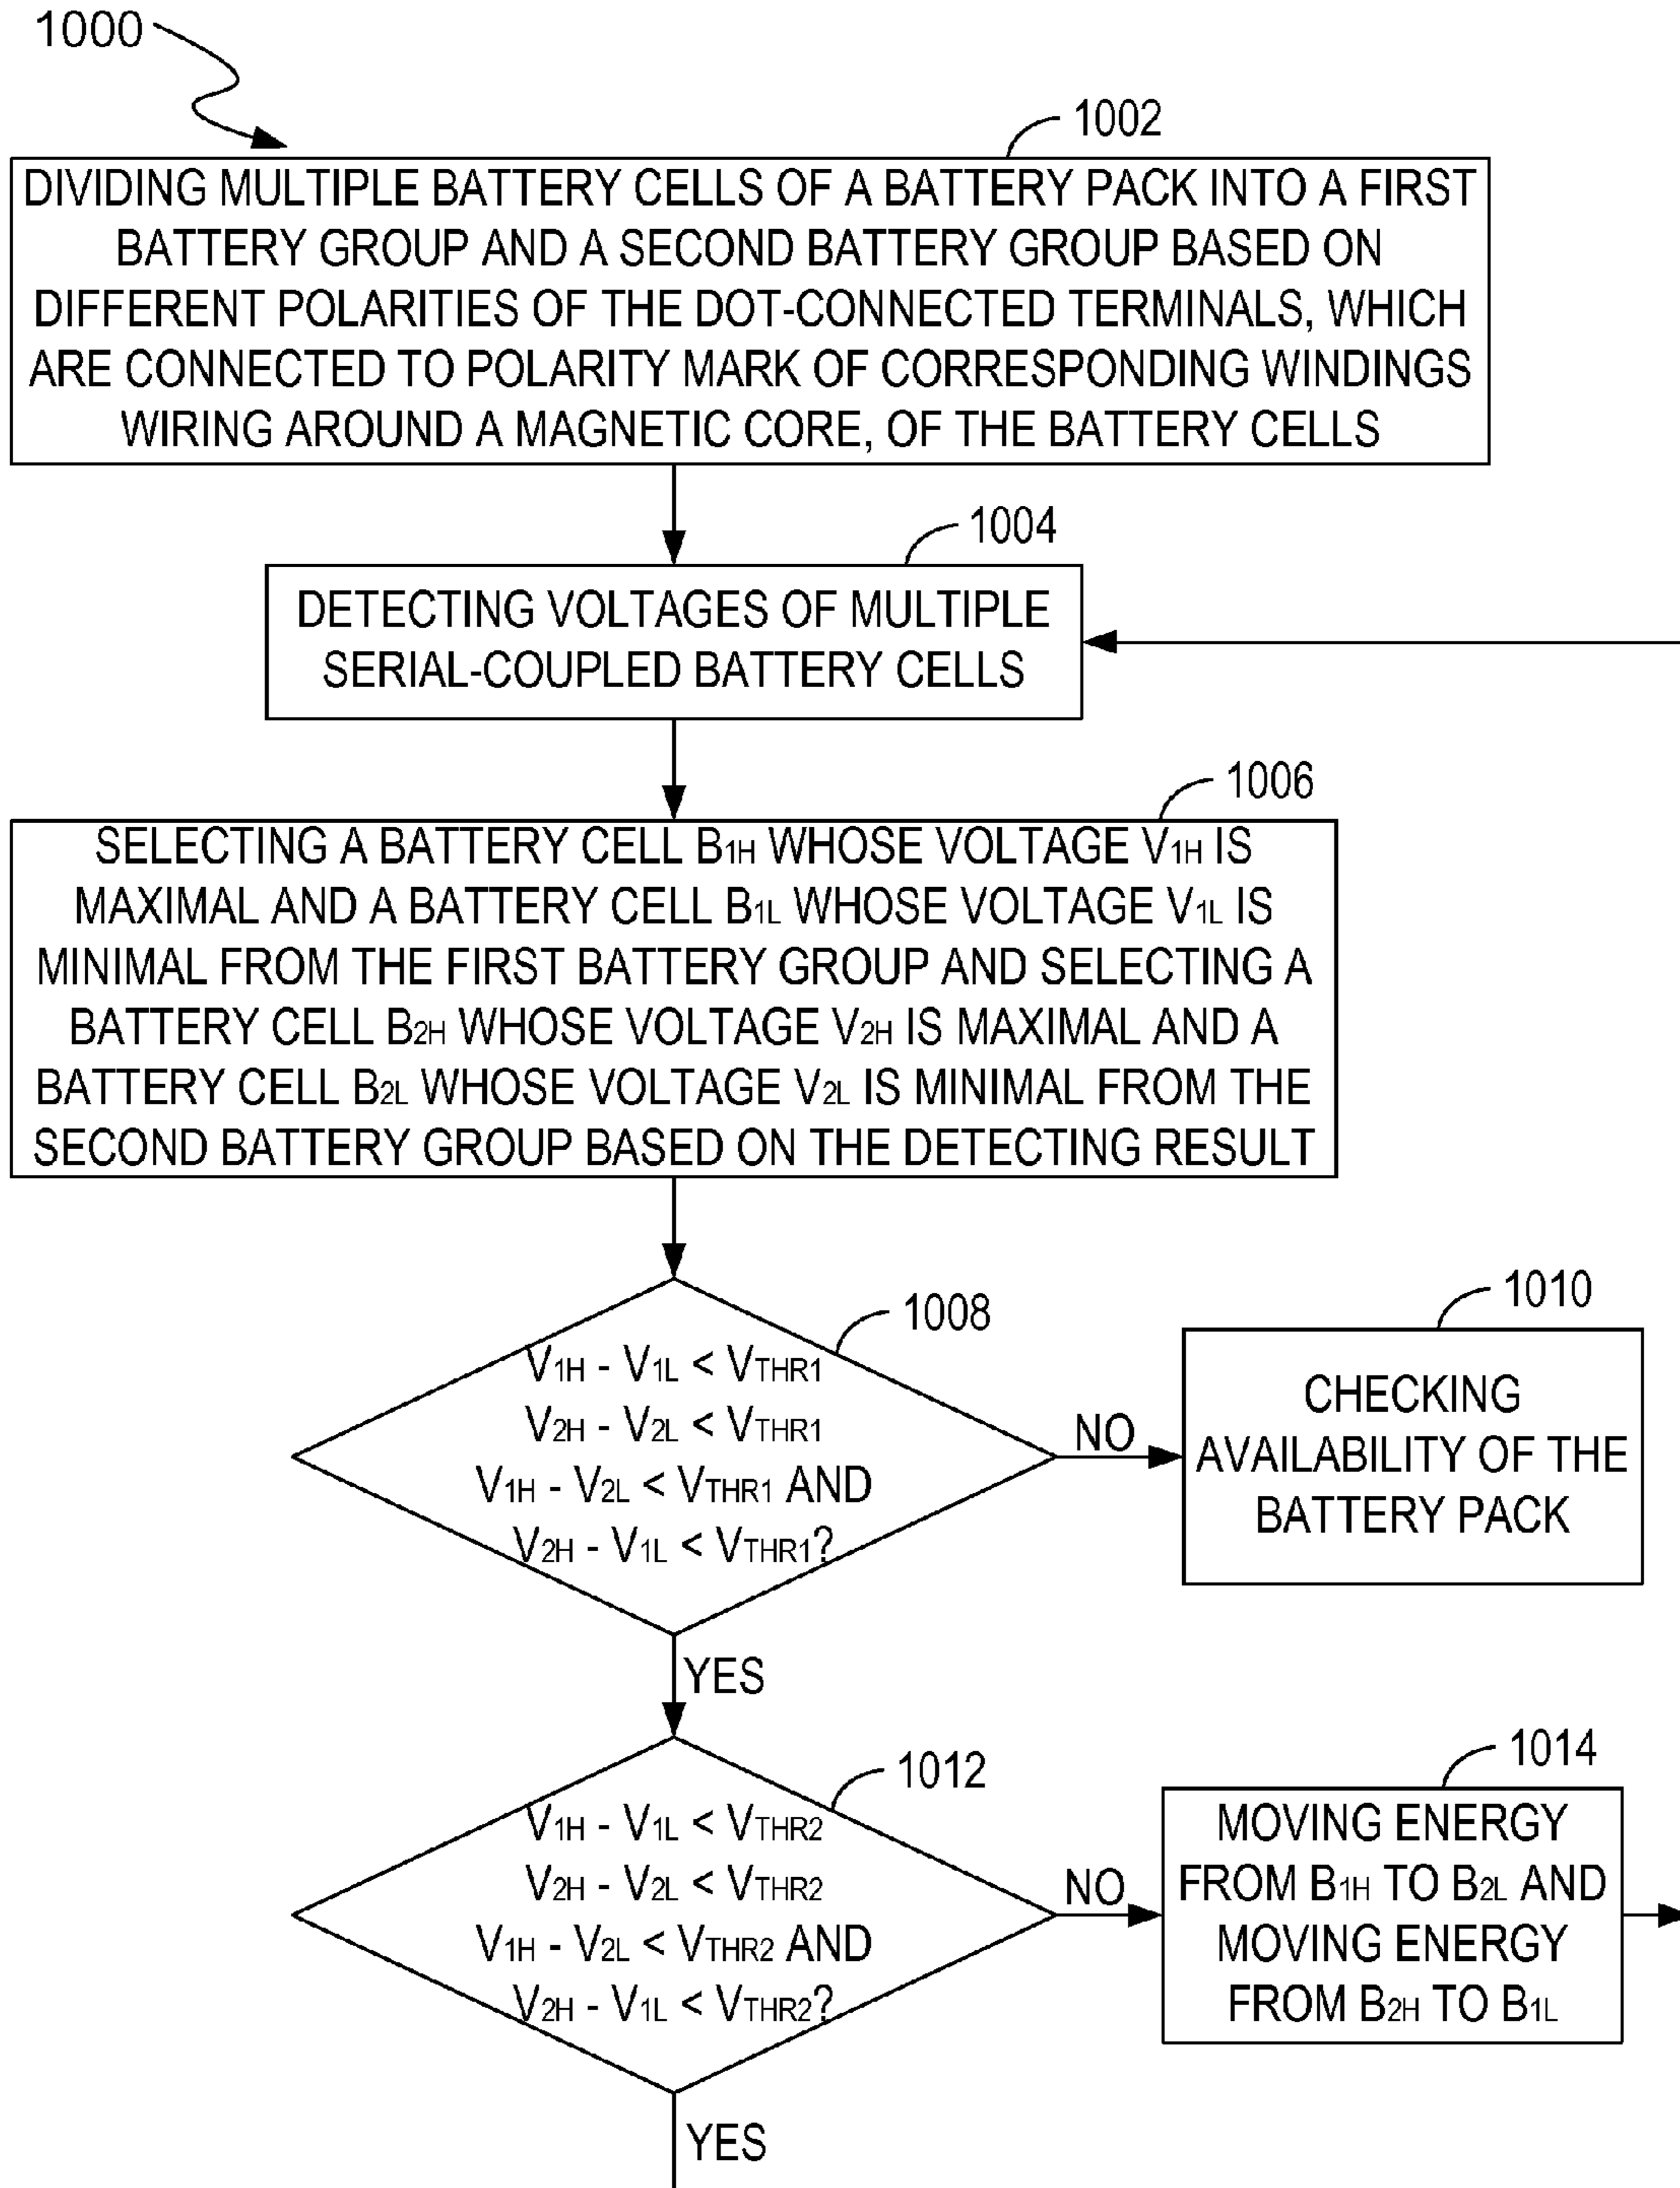 1000
1002
DIVIDING MULTIPLE BATTERY CELLS OF A BATTERY PACK INTO A FIRST
BATTERY GROUP AND A SECOND BATTERY GROUP BASED ON
DIFFERENT POLARITIES OF THE DOT-CONNECTED TERMINALS, WHICH
ARE CONNECTED TO POLARITY MARK OF CORRESPONDING WINDINGS
WIRING AROUND A MAGNETIC CORE, OF THE BATTERY CELLS
1004
DETECTING VOLTAGES OF MULTIPLE
SERIAL-COUPLED BATTERY CELLS
1006
SELECTING A BATTERY CELL B1H WHOSE VOLTAGE V1H IS
MAXIMAL AND A BATTERY CELL B1L WHOSE VOLTAGE V1L IS
MINIMAL FROM THE FIRST BATTERY GROUP AND SELECTING A
BATTERY CELL B2H WHOSE VOLTAGE V2H IS MAXIMAL AND A
BATTERY CELL B2L WHOSE VOLTAGE V2L IS MINIMAL FROM THE
SECOND BATTERY GROUP BASED ON THE DETECTING RESULT
1008
V1H - V1L < VTHR1
V2H - V2L < VTHR1
V1H - V2L < VTHR1 AND
V2H - V1L < VTHR1?
NO
1010
CHECKING
AVAILABILITY OF THE
BATTERY PACK
YES
1012
V1H - V1L < VTHR2
V2H - V2L < VTHR2
V1H - V2L < VTHR2 AND
V2H - V1L < VTHR2?
NO
1014
MOVING ENERGY
FROM B1H TO B2L AND
MOVING ENERGY
FROM B2H TO B1L
YES